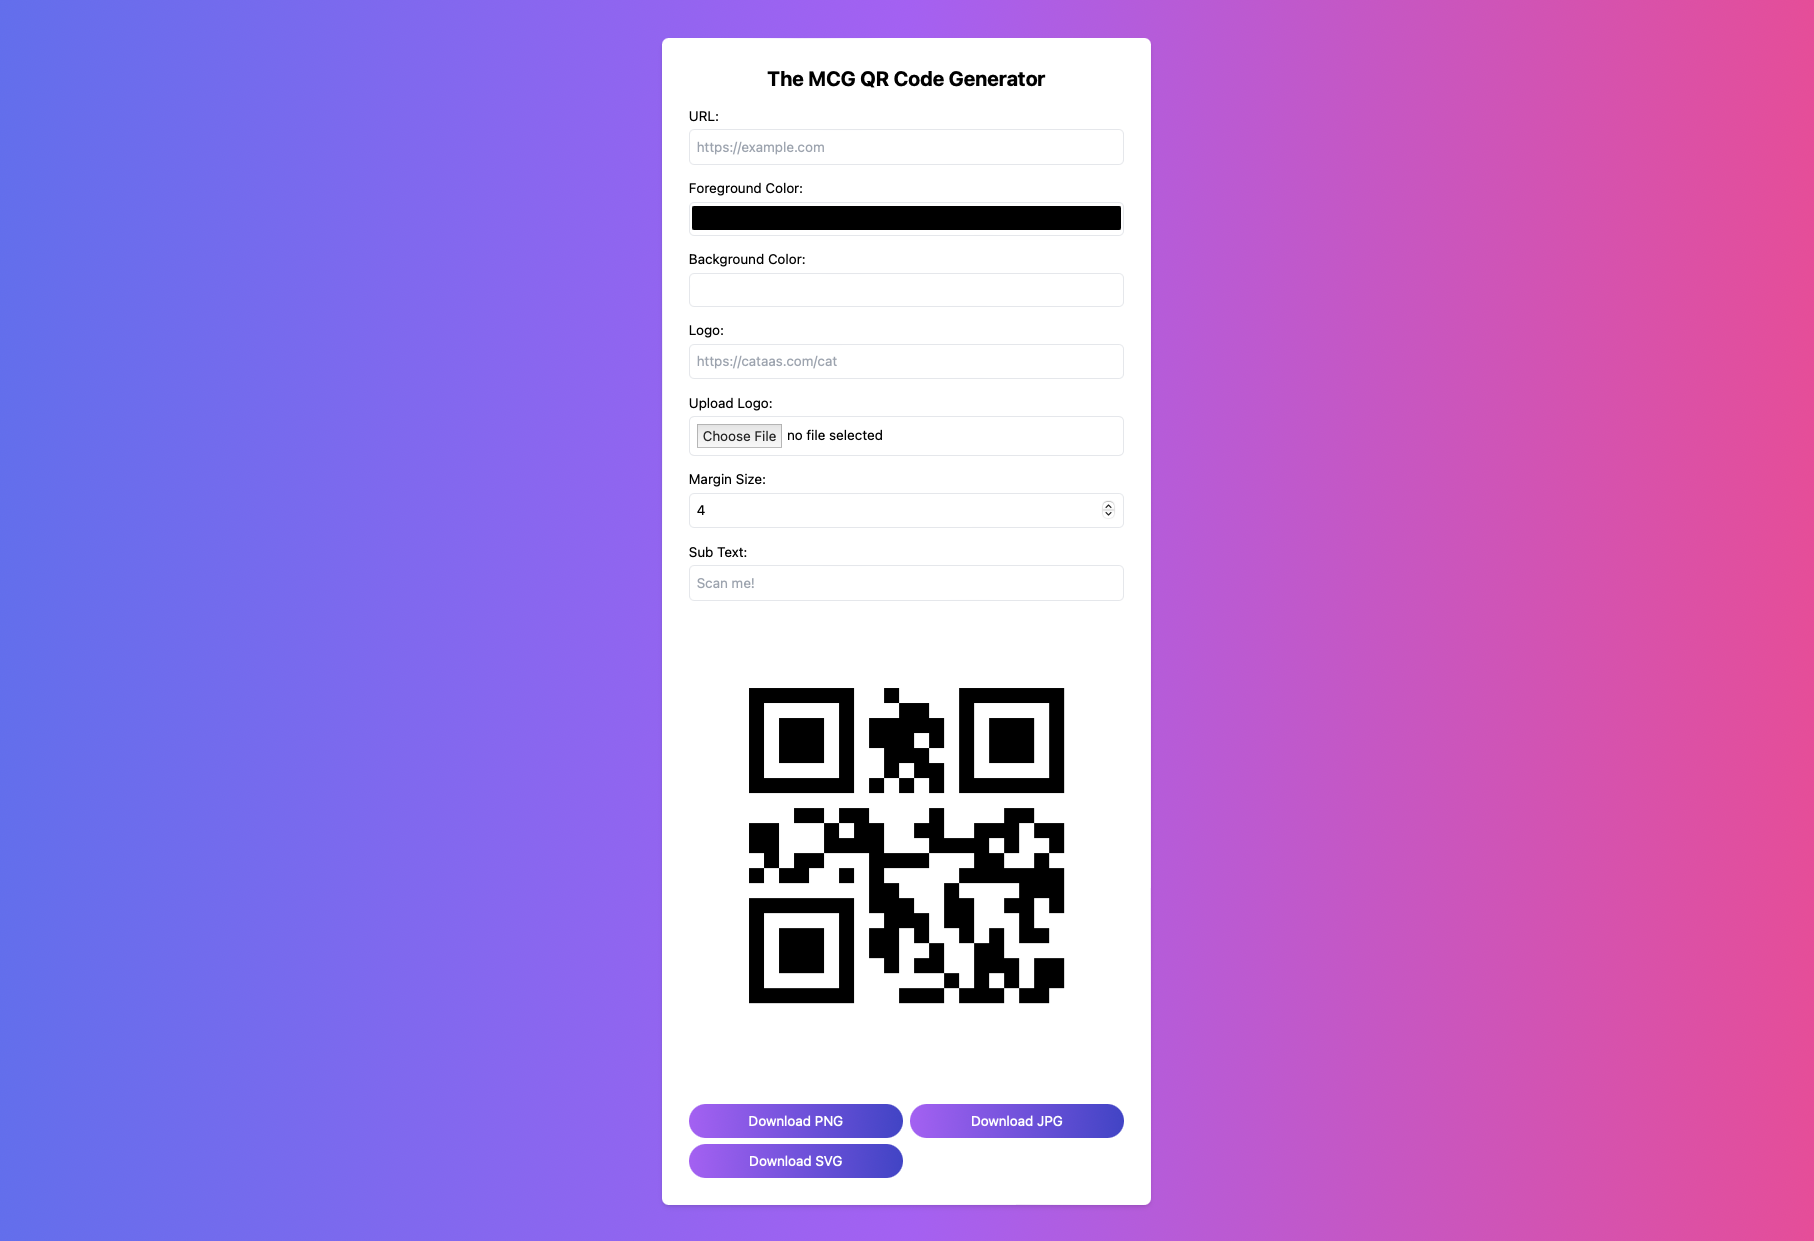 The MCG QR Code Generator
URL:
https://example.com
Foreground Color:
Background Color:
Logo:
https://cataas.com/cat
Upload Logo:
Choose File no file selected
Margin Size:
4
Sub Text:
Scan me!
Download PNG
Download JPG
Download SVG